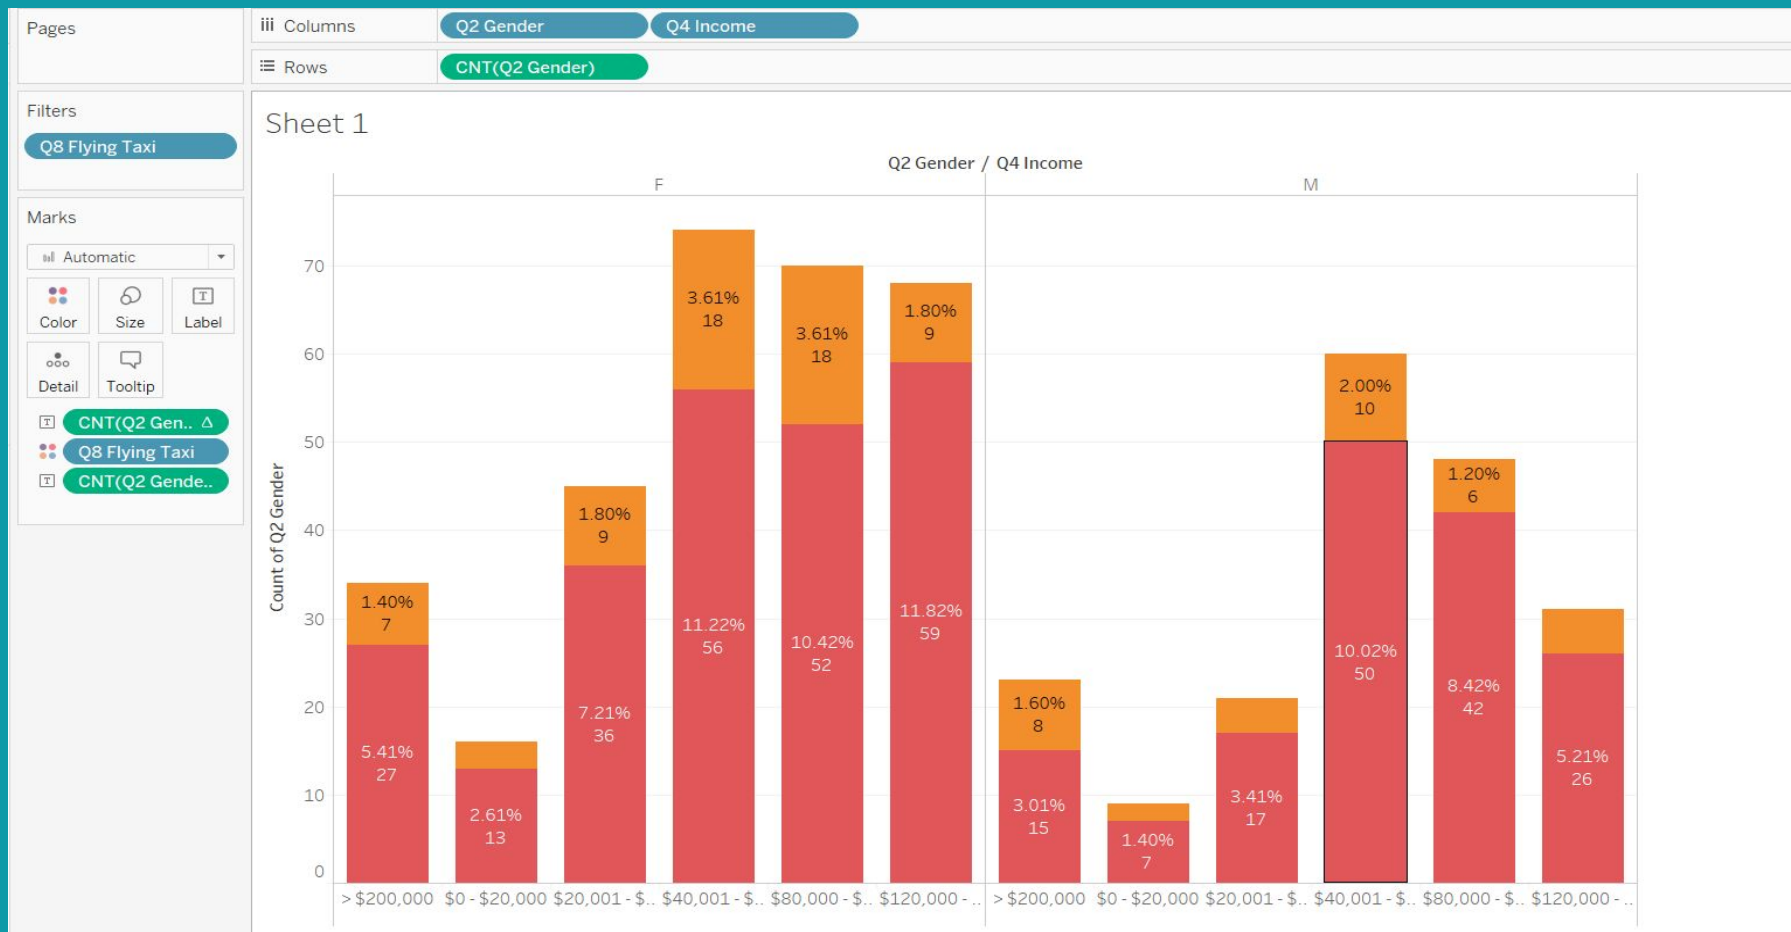 Pages
Columns
Q2 Gender
Q4 Income
Rows
CNT(Q2 Gender)
Filters
Q8 Flying Taxi
Marks
Automatic
Color
Size
Label
Detail
Tooltip
CNT(Q2 Gen..
Q8 Flying Taxi
CNT(Q2 Gende..
Sheet 1
Q2 Gender / Q4 Income
F
M
Count of Q2 Gender
70
60
50
40
30
20
10
0
1.40%
7
5.41%
27
2.61%
13
1.80%
9
7.21%
36
3.61%
18
11.22%
56
3.61%
18
10.42%
52
1.80%
9
11.82%
59
1.60%
8
3.01%
15
1.40%
7
3.41%
17
2.00%
10
10.02%
50
1.20%
6
8.42%
42
5.21%
26
> $200,000
$0 - $20,000
$20,001 - $..
$40,001 - $..
$80,000 - $..
$120,000 - ..
> $200,000
$0 - $20,000
$20,001 - $..
$40,001 - $..
$80,000 - $..
$120,000 - ..